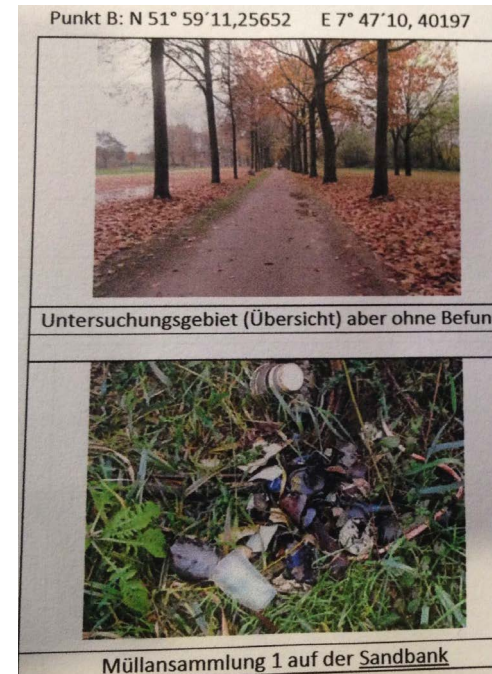 Punkt B: N 51° 59´11,25652 E 7° 47´10, 40197
Untersuchungsgebiet (Übersicht) aber ohne Befun
Müllansammlung 1 auf der Sandbank